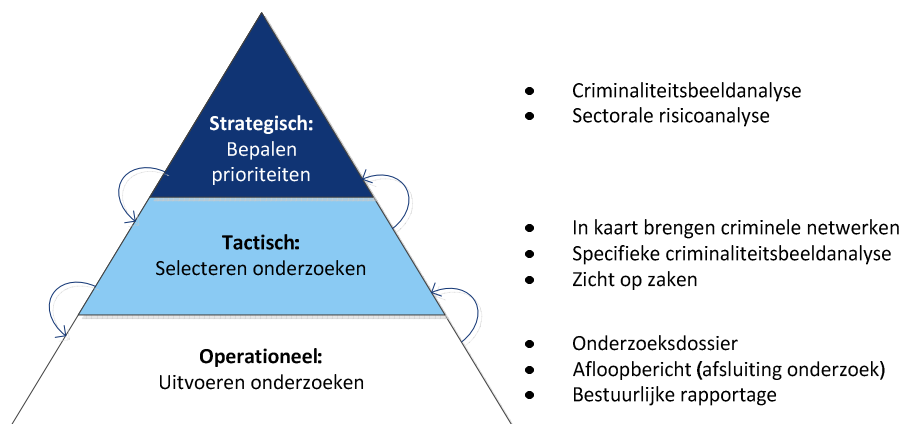 Strategisch:
Bepalen
prioriteiten
• Criminaliteitsbeeldanalyse
• Sectorale risicoanalyse
Tactisch:
Selecteren onderzoeken
• In kaart brengen criminele netwerken
• Specifieke criminaliteitsbeeldanalyse
• Zicht op zaken
Operationeel:
Uitvoeren onderzoeken
• Onderzoeksdossier
• Afloopbericht (afsluiting onderzoek)
• Bestuurlijke rapportage